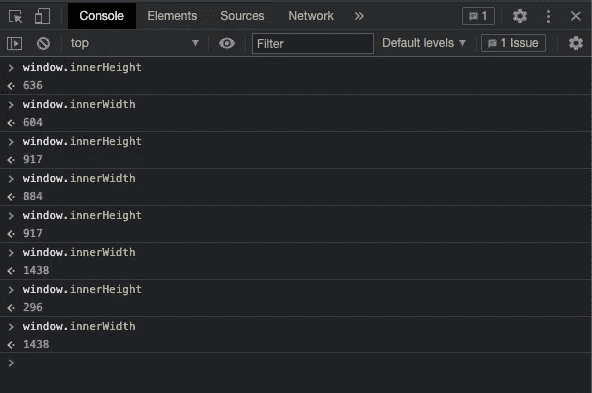 Console Elements Sources Network » 1
top Filter Default levels 1 Issue
> window.innerHeight
636
> window.innerWidth
604
> window.innerHeight
917
> window.innerWidth
884
> window.innerHeight
917
> window.innerWidth
1438
> window.innerHeight
296
> window.innerWidth
1438
>